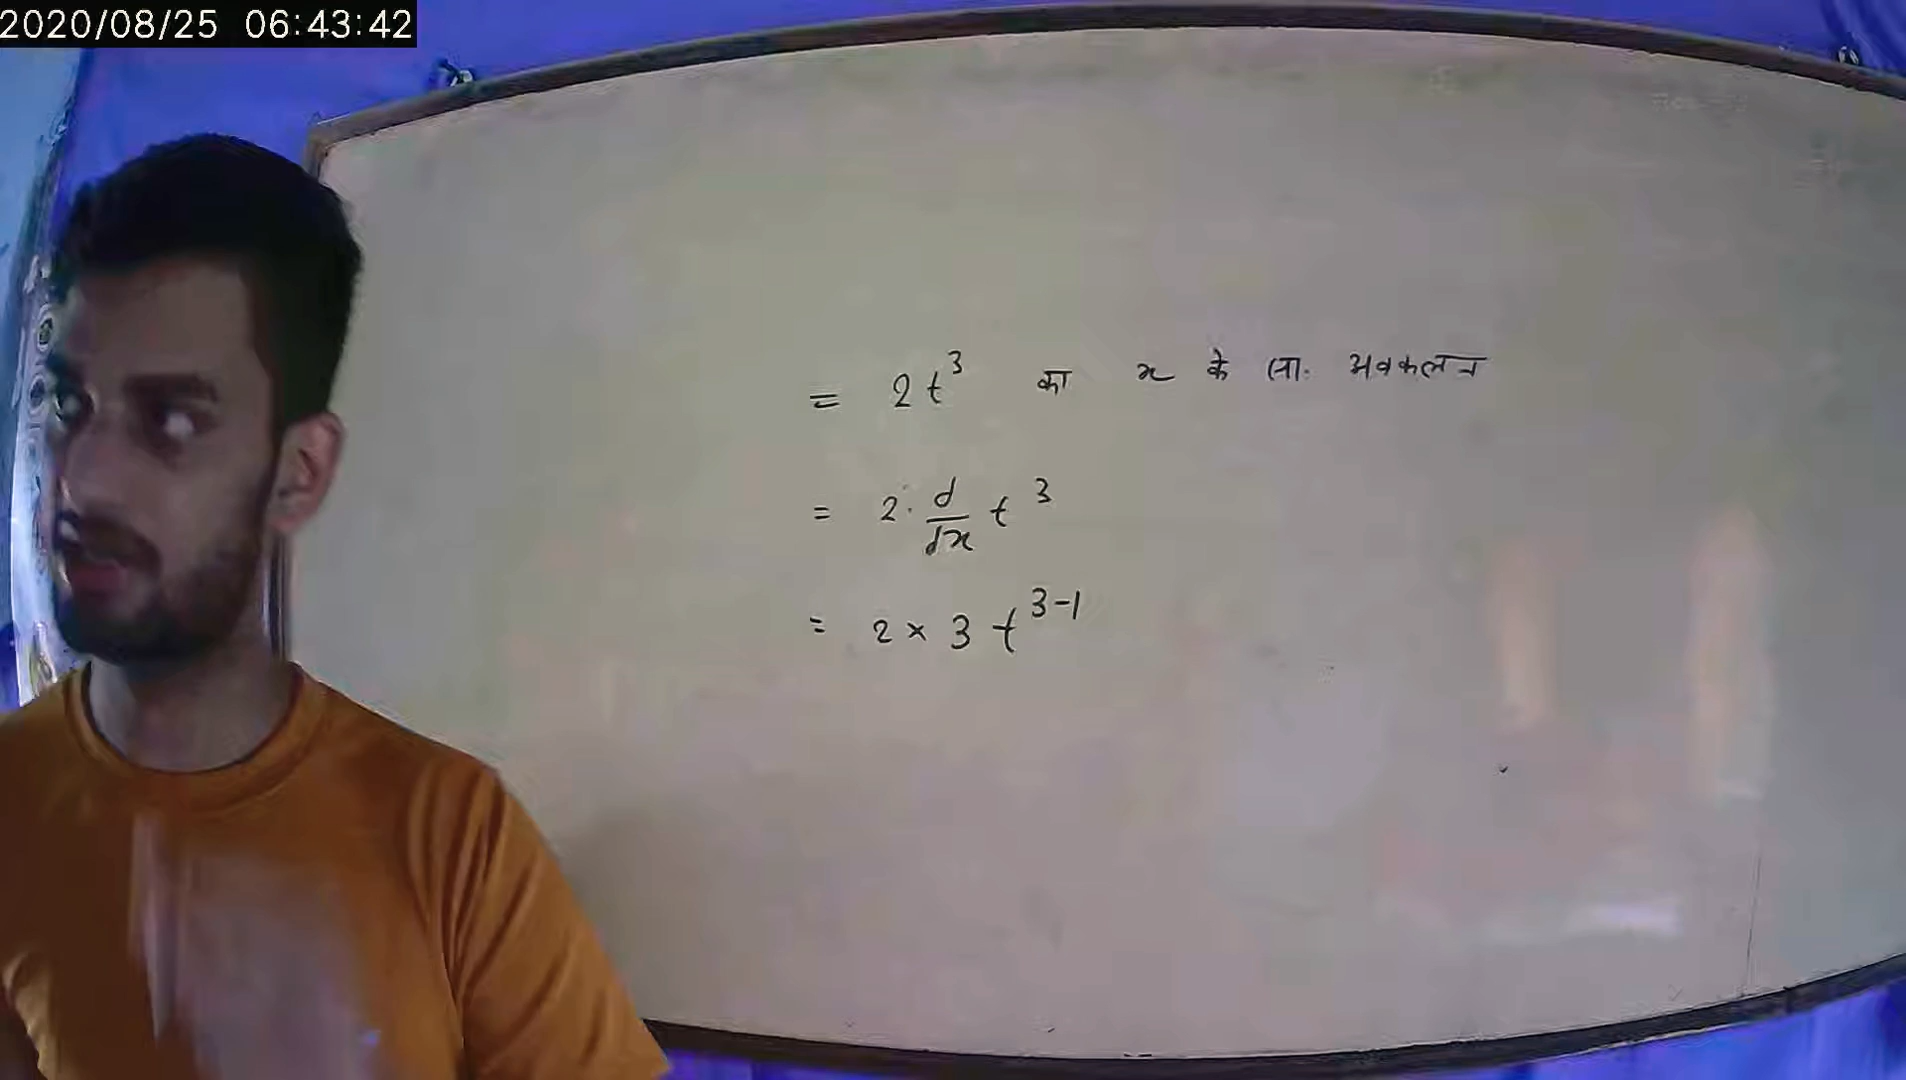 2020/08/25 06:43:42
= 2t³ का x के सा. अवकलन
= 2. d/dx t³
= 2 × 3 t³⁻¹